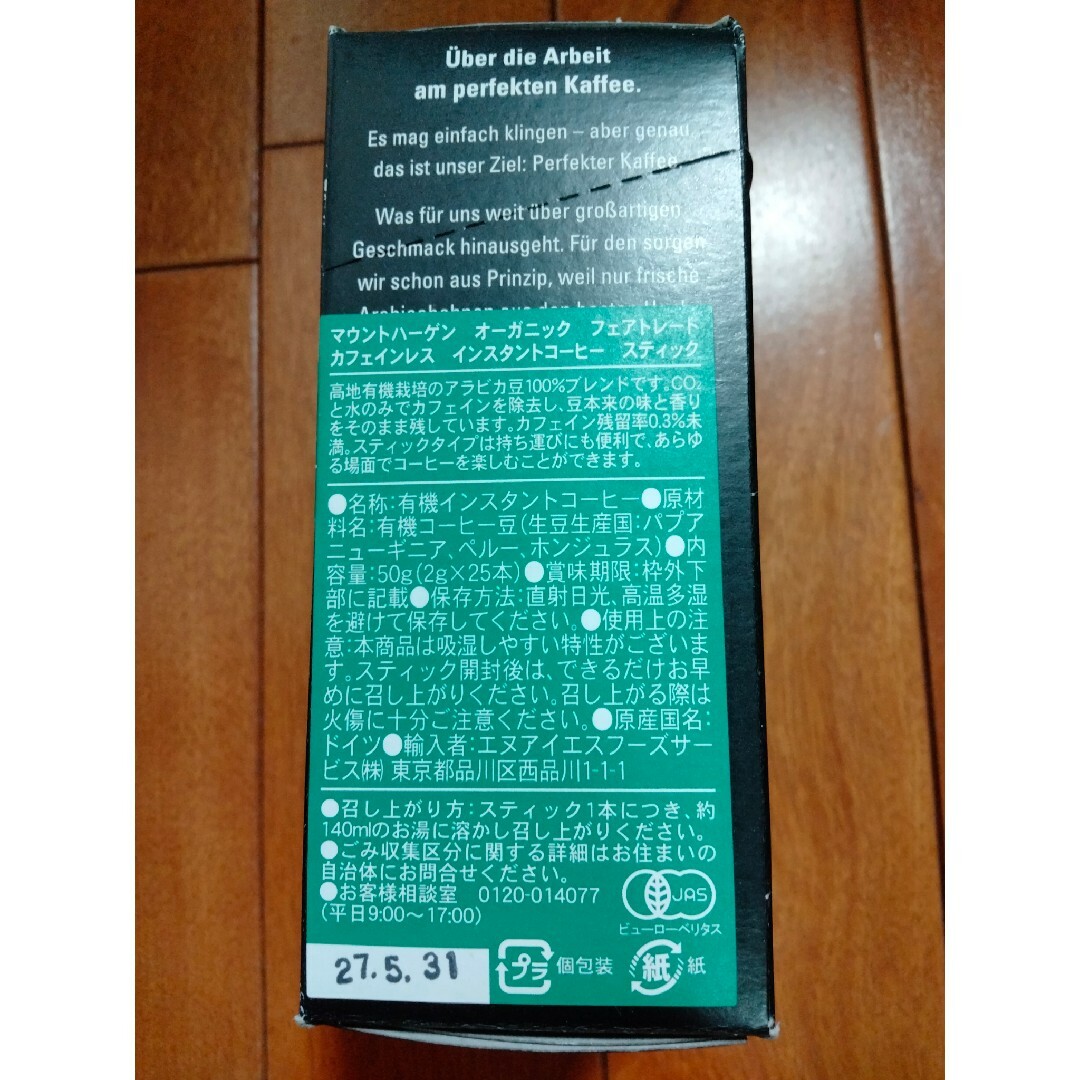 Über die Arbeit
am perfekten Kaffee.
Es mag einfach klingen – aber genau
das ist unser Ziel: Perfekter Kaffee.
Was für uns weit über großartigen
Geschmack hinausgeht. Für den sorgen
wir schon aus Prinzip, weil nur frische
マウントハーゲン オーガニック フェアトレード
カフェインレス インスタントコーヒー スティック
高地有機栽培のアラビカ豆100%ブレンドです。CO₂
と水のみでカフェインを除去し、豆本来の味と香り
をそのまま残しています。カフェイン残留率0.3%未
満。スティックタイプは持ち運びにも便利で、あらゆ
る場面でコーヒーを楽しむことができます。
●名称:有機インスタントコーヒー●原材
料名:有機コーヒー豆(生豆生産国:パプア
ニューギニア、ペルー、ホンジュラス)●内
容量:50g(2g×25本)●賞味期限:枠外下
部に記載●保存方法:直射日光、高温多湿
を避けて保存してください。●使用上の注
意:本商品は吸湿しやすい特性がございま
す。スティック開封後は、できるだけお早
めに召し上がりください。召し上がる際は
火傷に十分ご注意ください。●原産国名:
ドイツ●輸入者:エヌアイエスフーズサー
ビス㈱ 東京都品川区西品川1-1-1
●召し上がり方:スティック1本につき、約
140mlのお湯に溶かし召し上がりください。
●ごみ収集区分に関する詳細はお住まいの
自治体にお問合せください。
●お客様相談室 0120-014077
(平日9:00～17:00)
JAS
ビューローベリタス
27.5.31
プラ 個包装 紙 紙